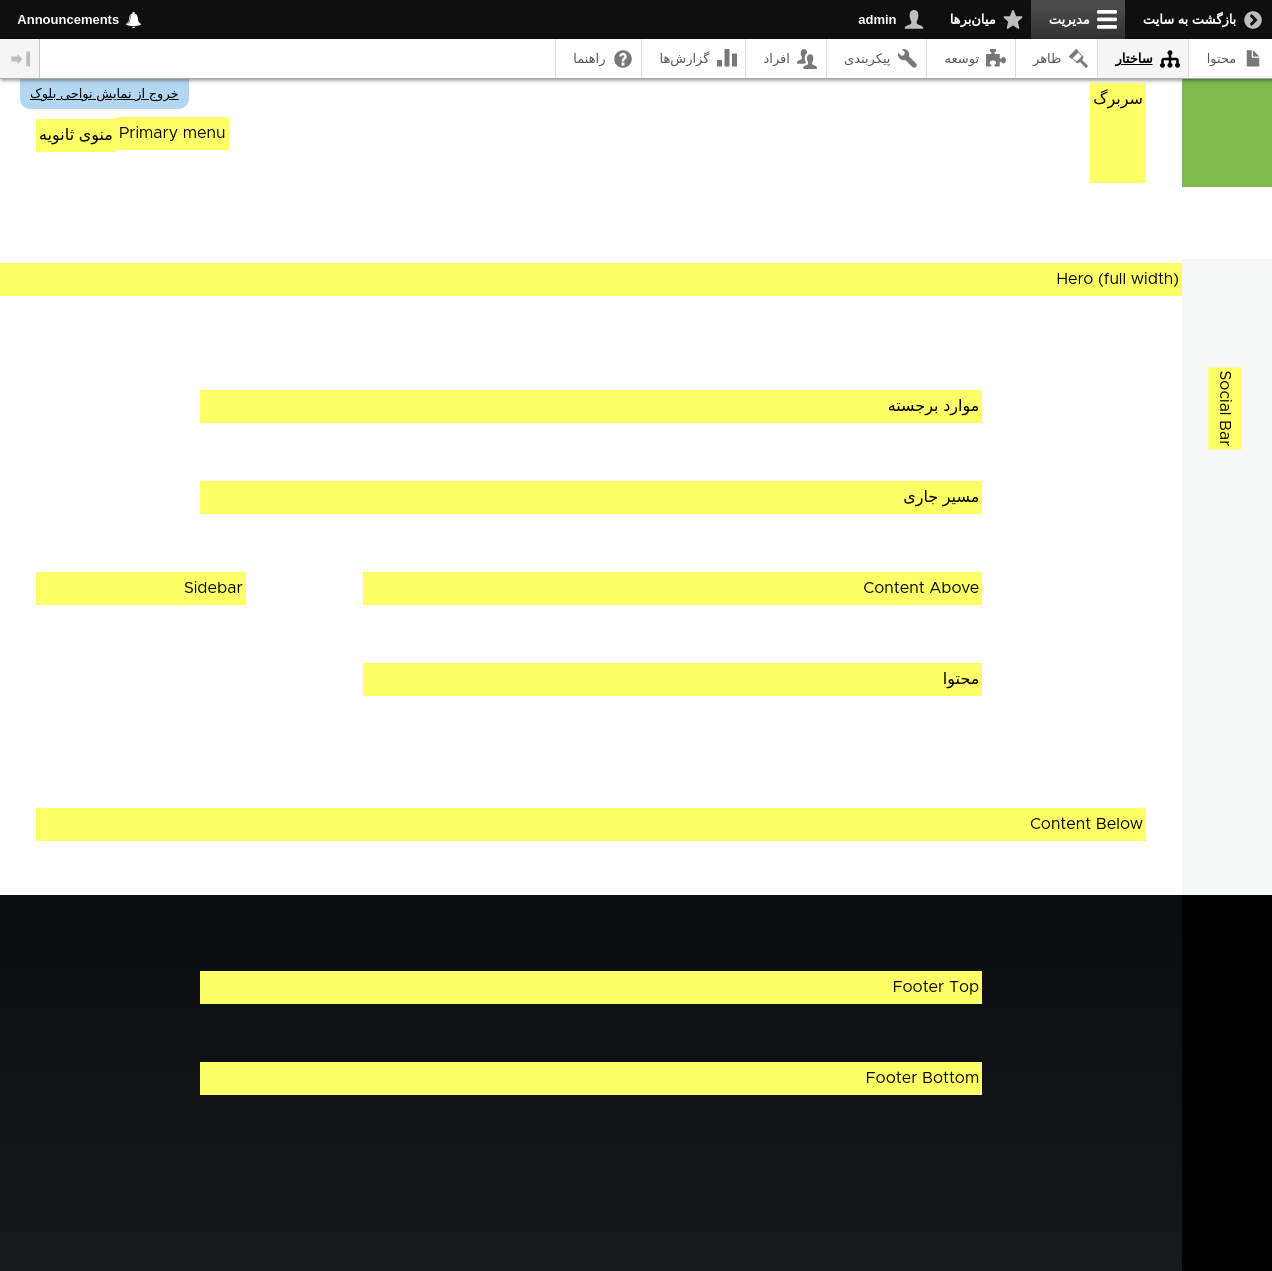 بازگشت به سایت
مدیریت
میان‌برها
admin
Announcements
محتوا
ساختار
ظاهر
توسعه
پیکربندی
افراد
گزارش‌ها
راهنما
خروج از نمایش نواحی بلوک
سربرگ
Primary menu
منوی ثانویه
Hero (full width)
Social Bar
موارد برجسته
مسیر جاری
Content Above
Sidebar
محتوا
Content Below
Footer Top
Footer Bottom